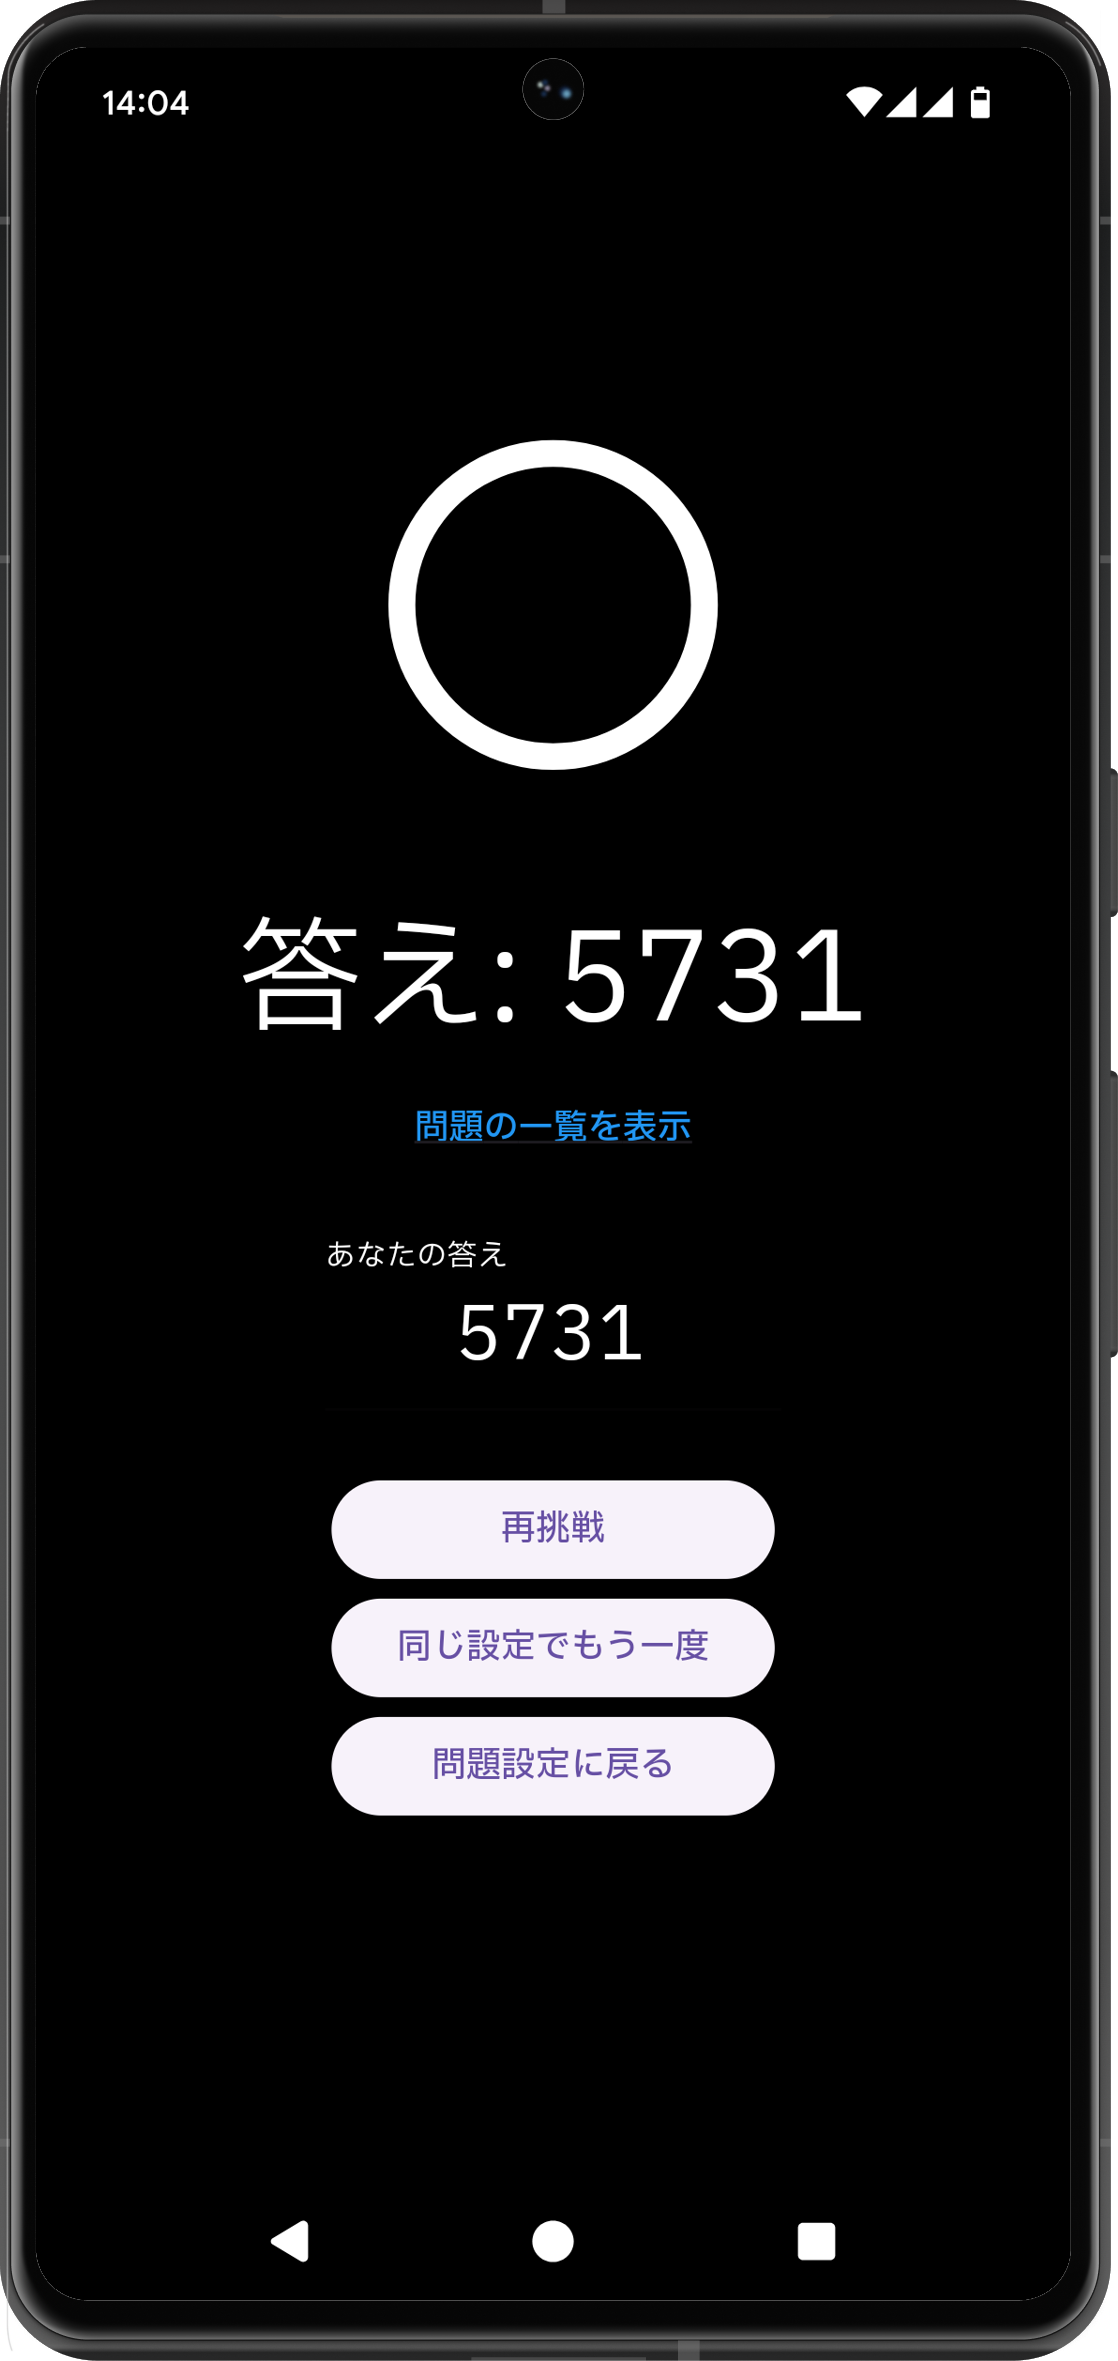 14:04
答え: 5731
問題の一覧を表示
あなたの答え
5731
再挑戦
同じ設定でもう一度
問題設定に戻る